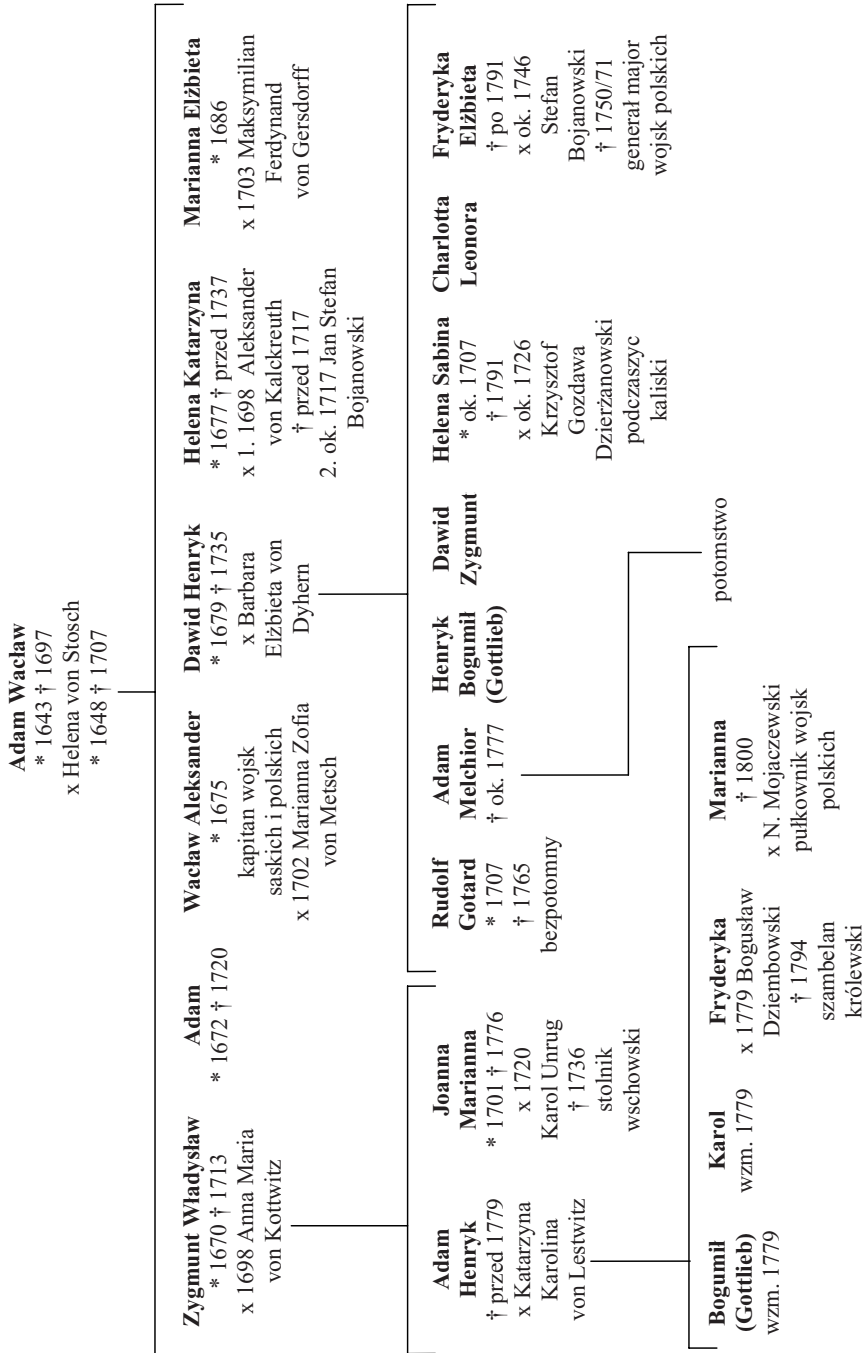 Adam Wacław
* 1643 † 1697
x Helena von Stosch
* 1648 † 1707
Zygmunt Władysław
* 1670 † 1713
x 1698 Anna Maria
von Kottwitz
Adam
* 1672 † 1720
Wacław Aleksander
* 1675
kapitan wojsk
saskich i polskich
x 1702 Marianna Zofia
von Metsch
Dawid Henryk
* 1679 † 1735
x Barbara
Elżbieta von
Dyhern
Helena Katarzyna
* 1677 † przed 1737
x 1. 1698 Aleksander
von Kalckreuth
† przed 1717
2. ok. 1717 Jan Stefan
Bojanowski
Marianna Elżbieta
* 1686
x 1703 Maksymilian
Ferdynand
von Gersdorff
Adam
Henryk
† przed 1779
x Katarzyna
Karolina
von Lestwitz
Joanna
Marianna
* 1701 † 1776
x 1720
Karol Unrug
† 1736
stolnik
wschowski
Rudolf
Gotard
* 1707
† 1765
bezpotomny
Adam
Melchior
† ok. 1777
Henryk
Bogumił
(Gottlieb)
Dawid
Zygmunt
Helena Sabina
* ok. 1707
† 1791
x ok. 1726
Krzysztof
Gozdawa
Dzierżanowski
podczaszyc
kaliski
Charlotta
Leonora
Fryderyka
Elżbieta
† po 1791
x ok. 1746
Stefan
Bojanowski
† 1750/71
generał major
wojsk polskich
Bogumił
(Gottlieb)
wzm. 1779
Karol
wzm. 1779
Fryderyka
x 1779 Bogusław
Dziembowski
† 1794
szambelan
królewski
Marianna
† 1800
x N. Mojaczewski
pułkownik wojsk
polskich
potomstwo